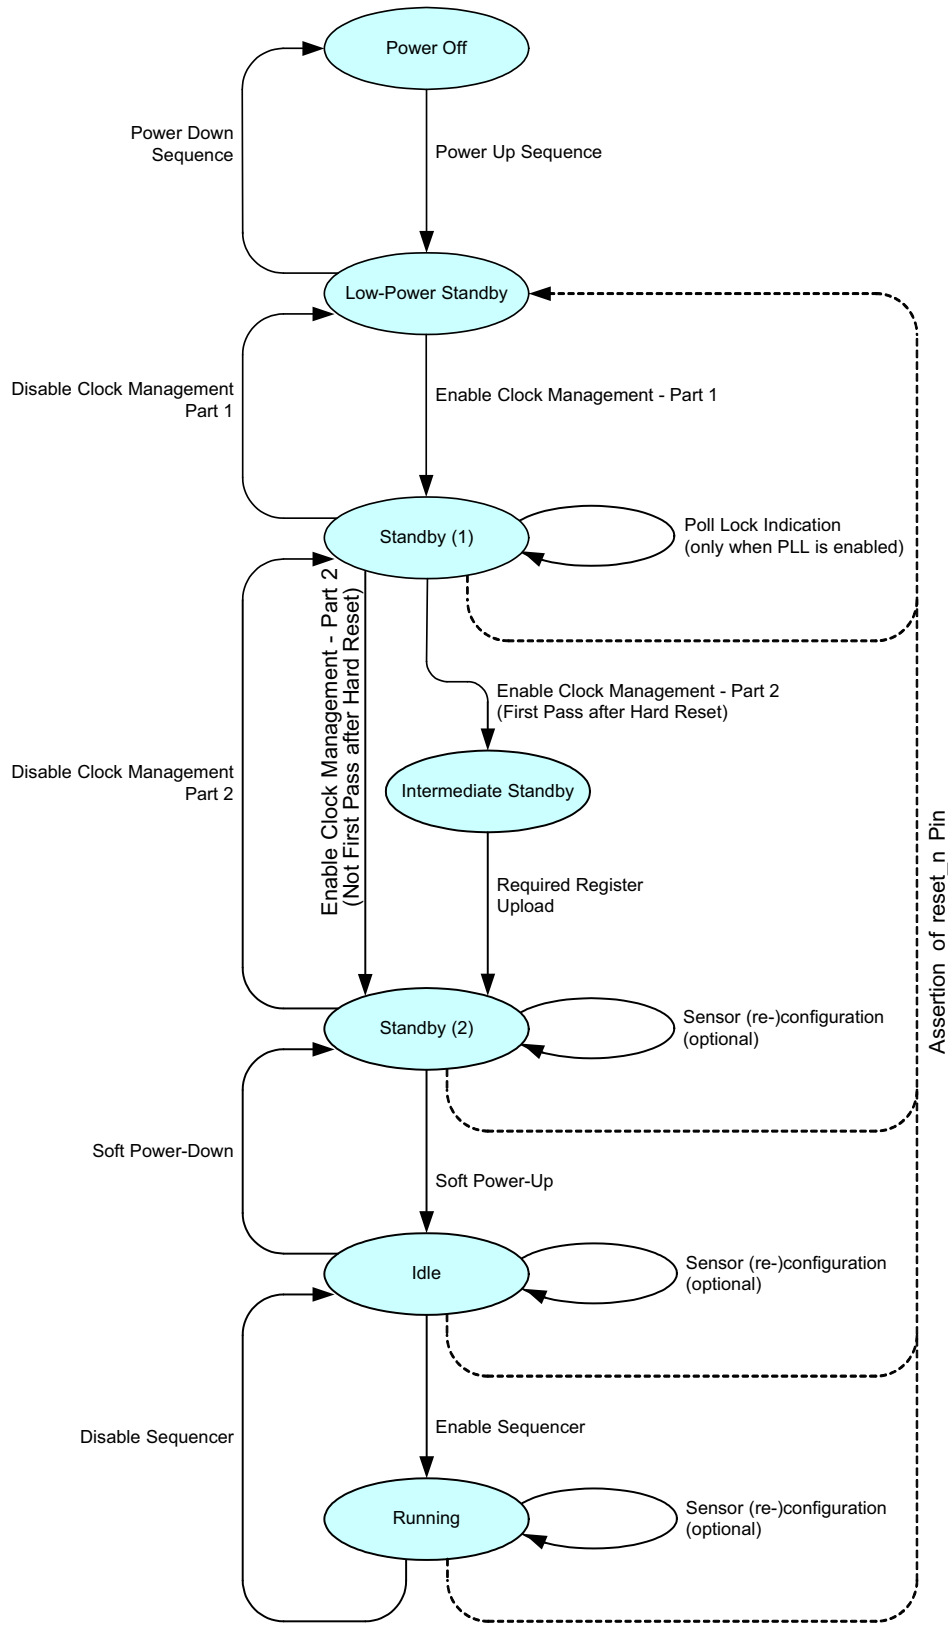 Power Off
Power Down
Sequence
Power Up Sequence
Low-Power Standby
Disable Clock Management
Part 1
Enable Clock Management - Part 1
Standby (1)
Poll Lock Indication
(only when PLL is enabled)
Enable Clock Management - Part 2
(Not First Pass after Hard Reset)
Enable Clock Management - Part 2
(First Pass after Hard Reset)
Disable Clock Management
Part 2
Intermediate Standby
Required Register
Upload
Assertion of reset_n Pin
Standby (2)
Sensor (re-)configuration
(optional)
Soft Power-Down
Soft Power-Up
Idle
Sensor (re-)configuration
(optional)
Disable Sequencer
Enable Sequencer
Running
Sensor (re-)configuration
(optional)